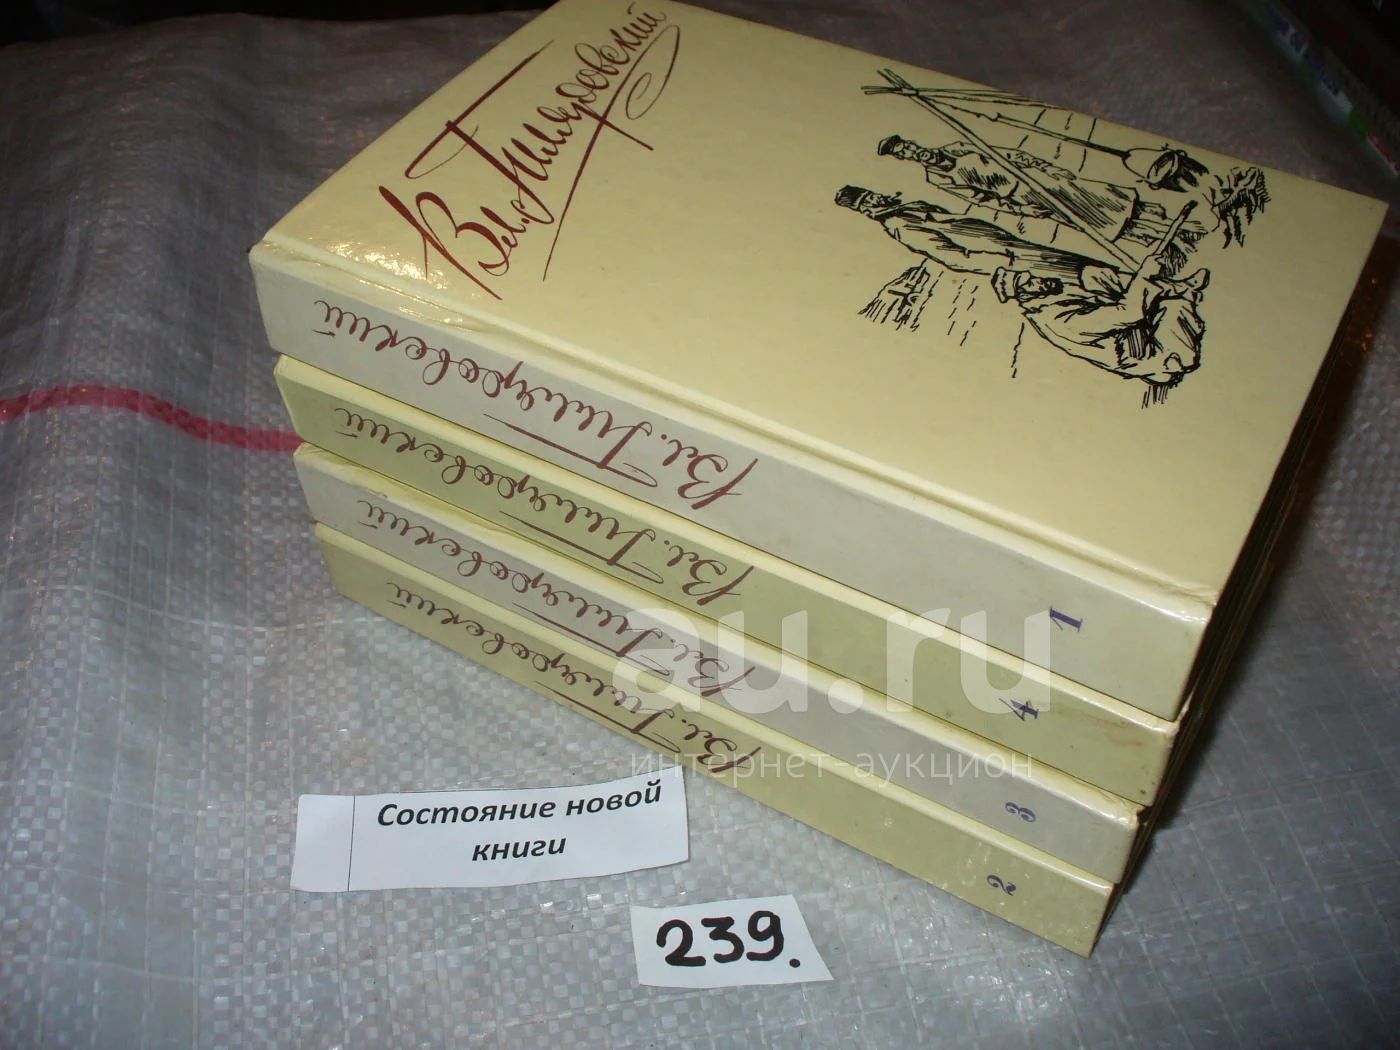 Вл. Гиляровский
Вл. Гиляровский
1
Вл. Гиляровский
4
Вл. Гиляровский
3
Вл. Гиляровский
2
au.ru
интернет-аукцион
Состояние новой
книги
239.